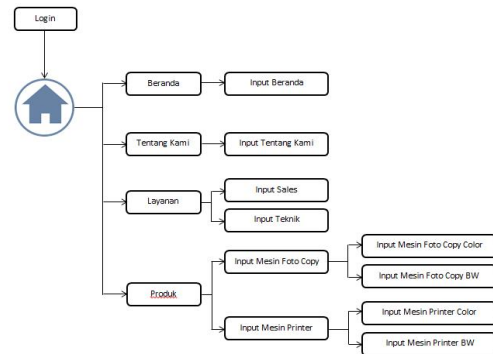 Login
Beranda
Input Beranda
Tentang Kami
Input Tentang Kami
Layanan
Input Sales
Input Teknik
Produk
Input Mesin Foto Copy
Input Mesin Foto Copy Color
Input Mesin Foto Copy BW
Input Mesin Printer
Input Mesin Printer Color
Input Mesin Printer BW